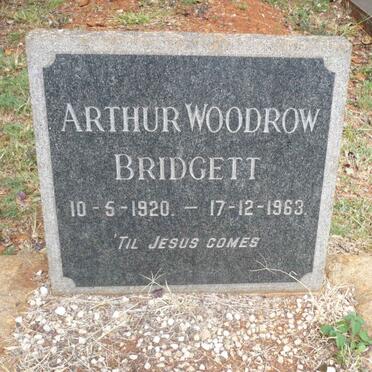 ARTHUR WOODROW
BRIDGETT
10-5-1920. — 17-12-1963.
'TIL JESUS COMES